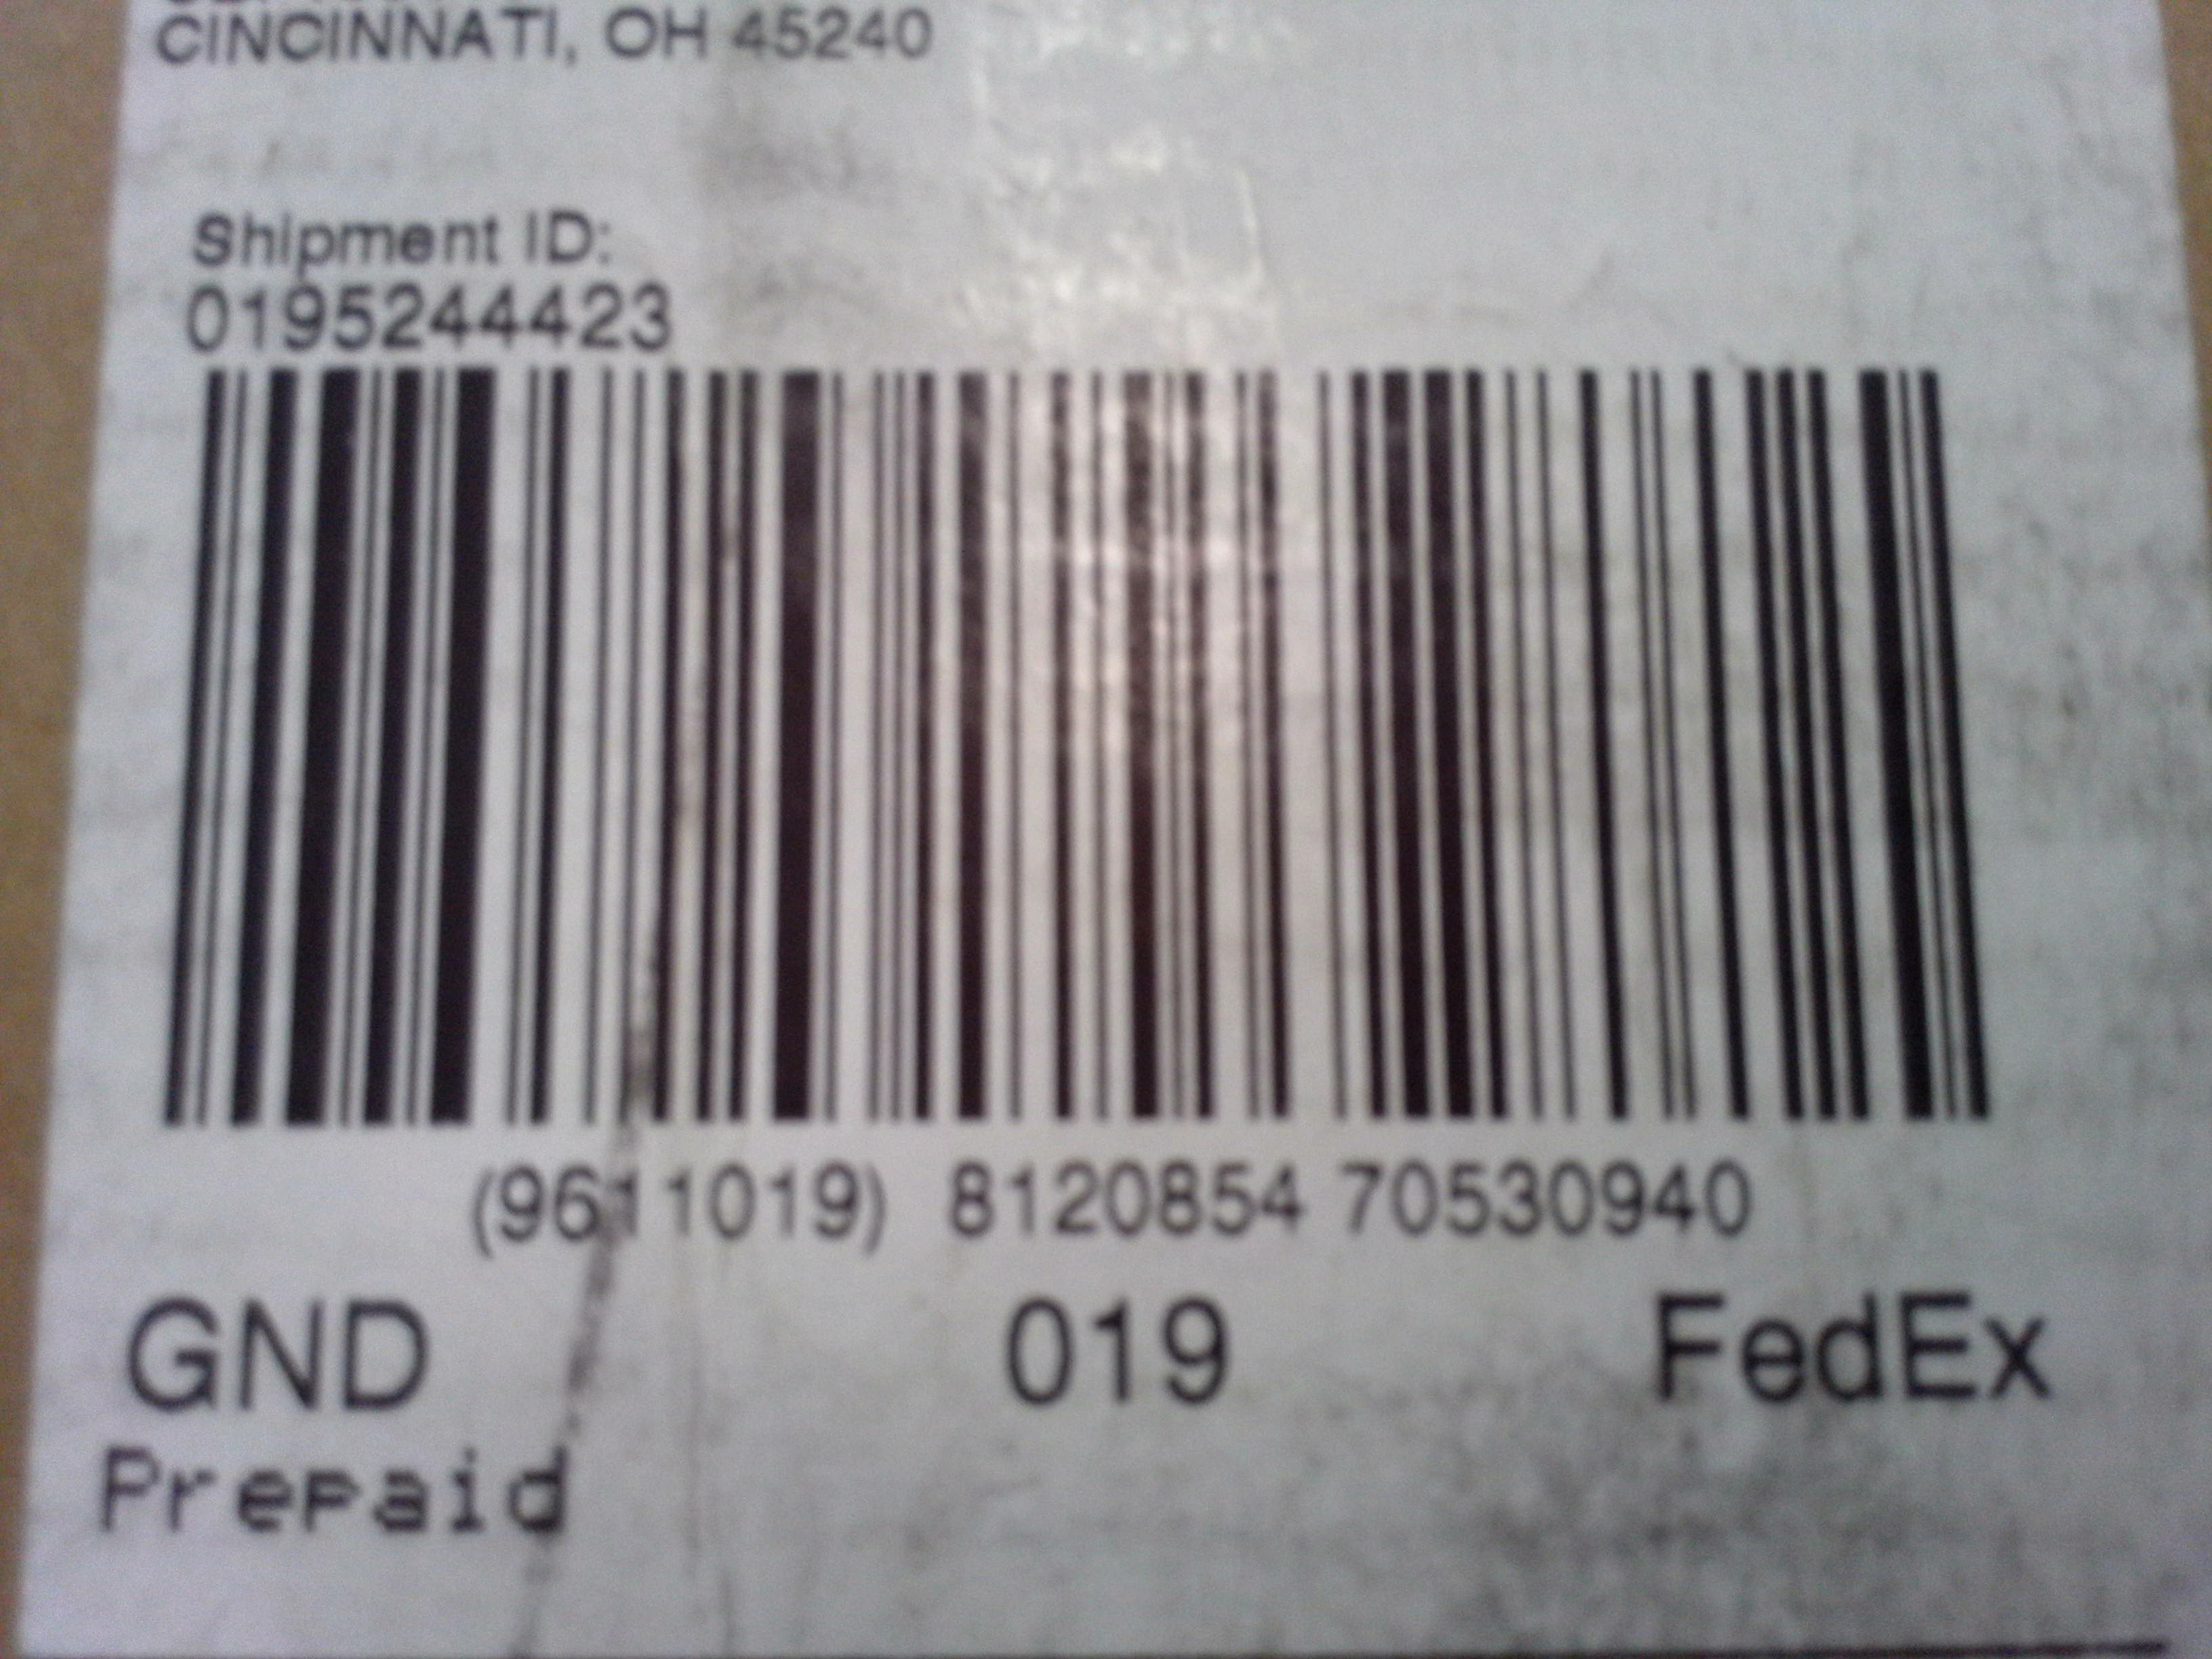 CINCINNATI, OH 45240
Shipment ID:
0195244423
(9611019) 8120854 70530940
GND 019 FedEx
Prepaid